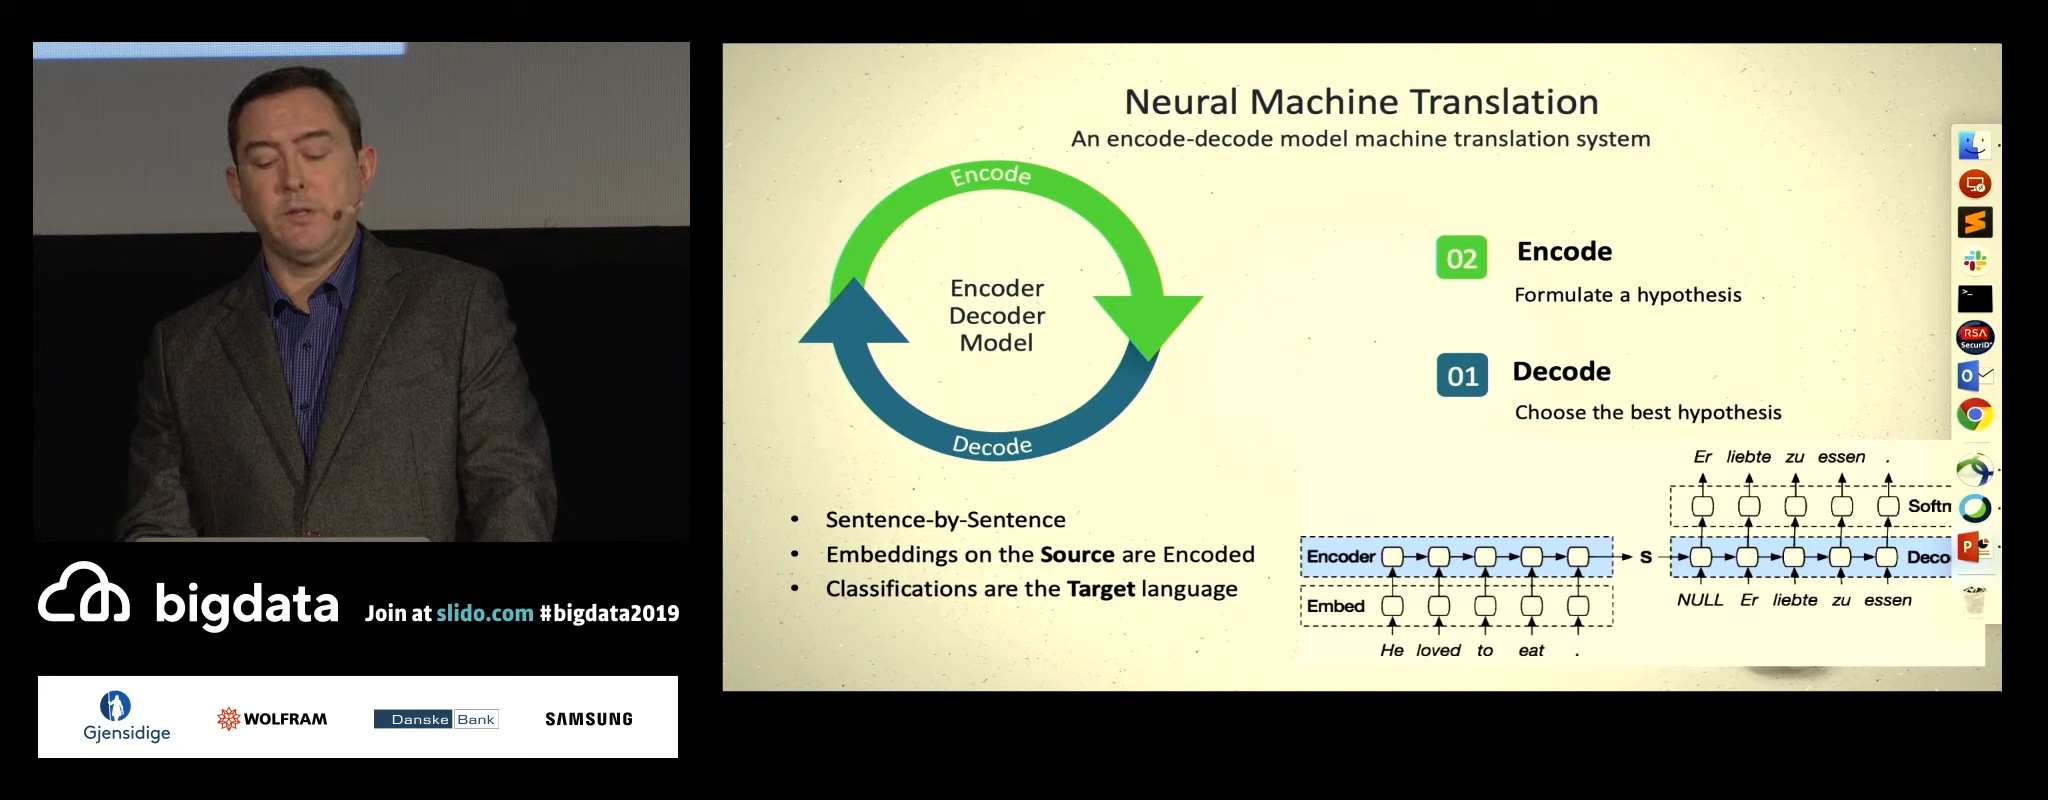 Neural Machine Translation
An encode-decode model machine translation system
Encode
Encoder
Decoder
Model
Decode
02 Encode
Formulate a hypothesis
01 Decode
Choose the best hypothesis
• Sentence-by-Sentence
• Embeddings on the Source are Encoded
• Classifications are the Target language
Er liebte zu essen .
Softm
Encoder
S
Deco
Embed
NULL Er liebte zu essen
He loved to eat .
>_
RSA
SecurID
O
P
bigdata
Join at slido.com #bigdata2019
Gjensidige
WOLFRAM
Danske Bank
SAMSUNG